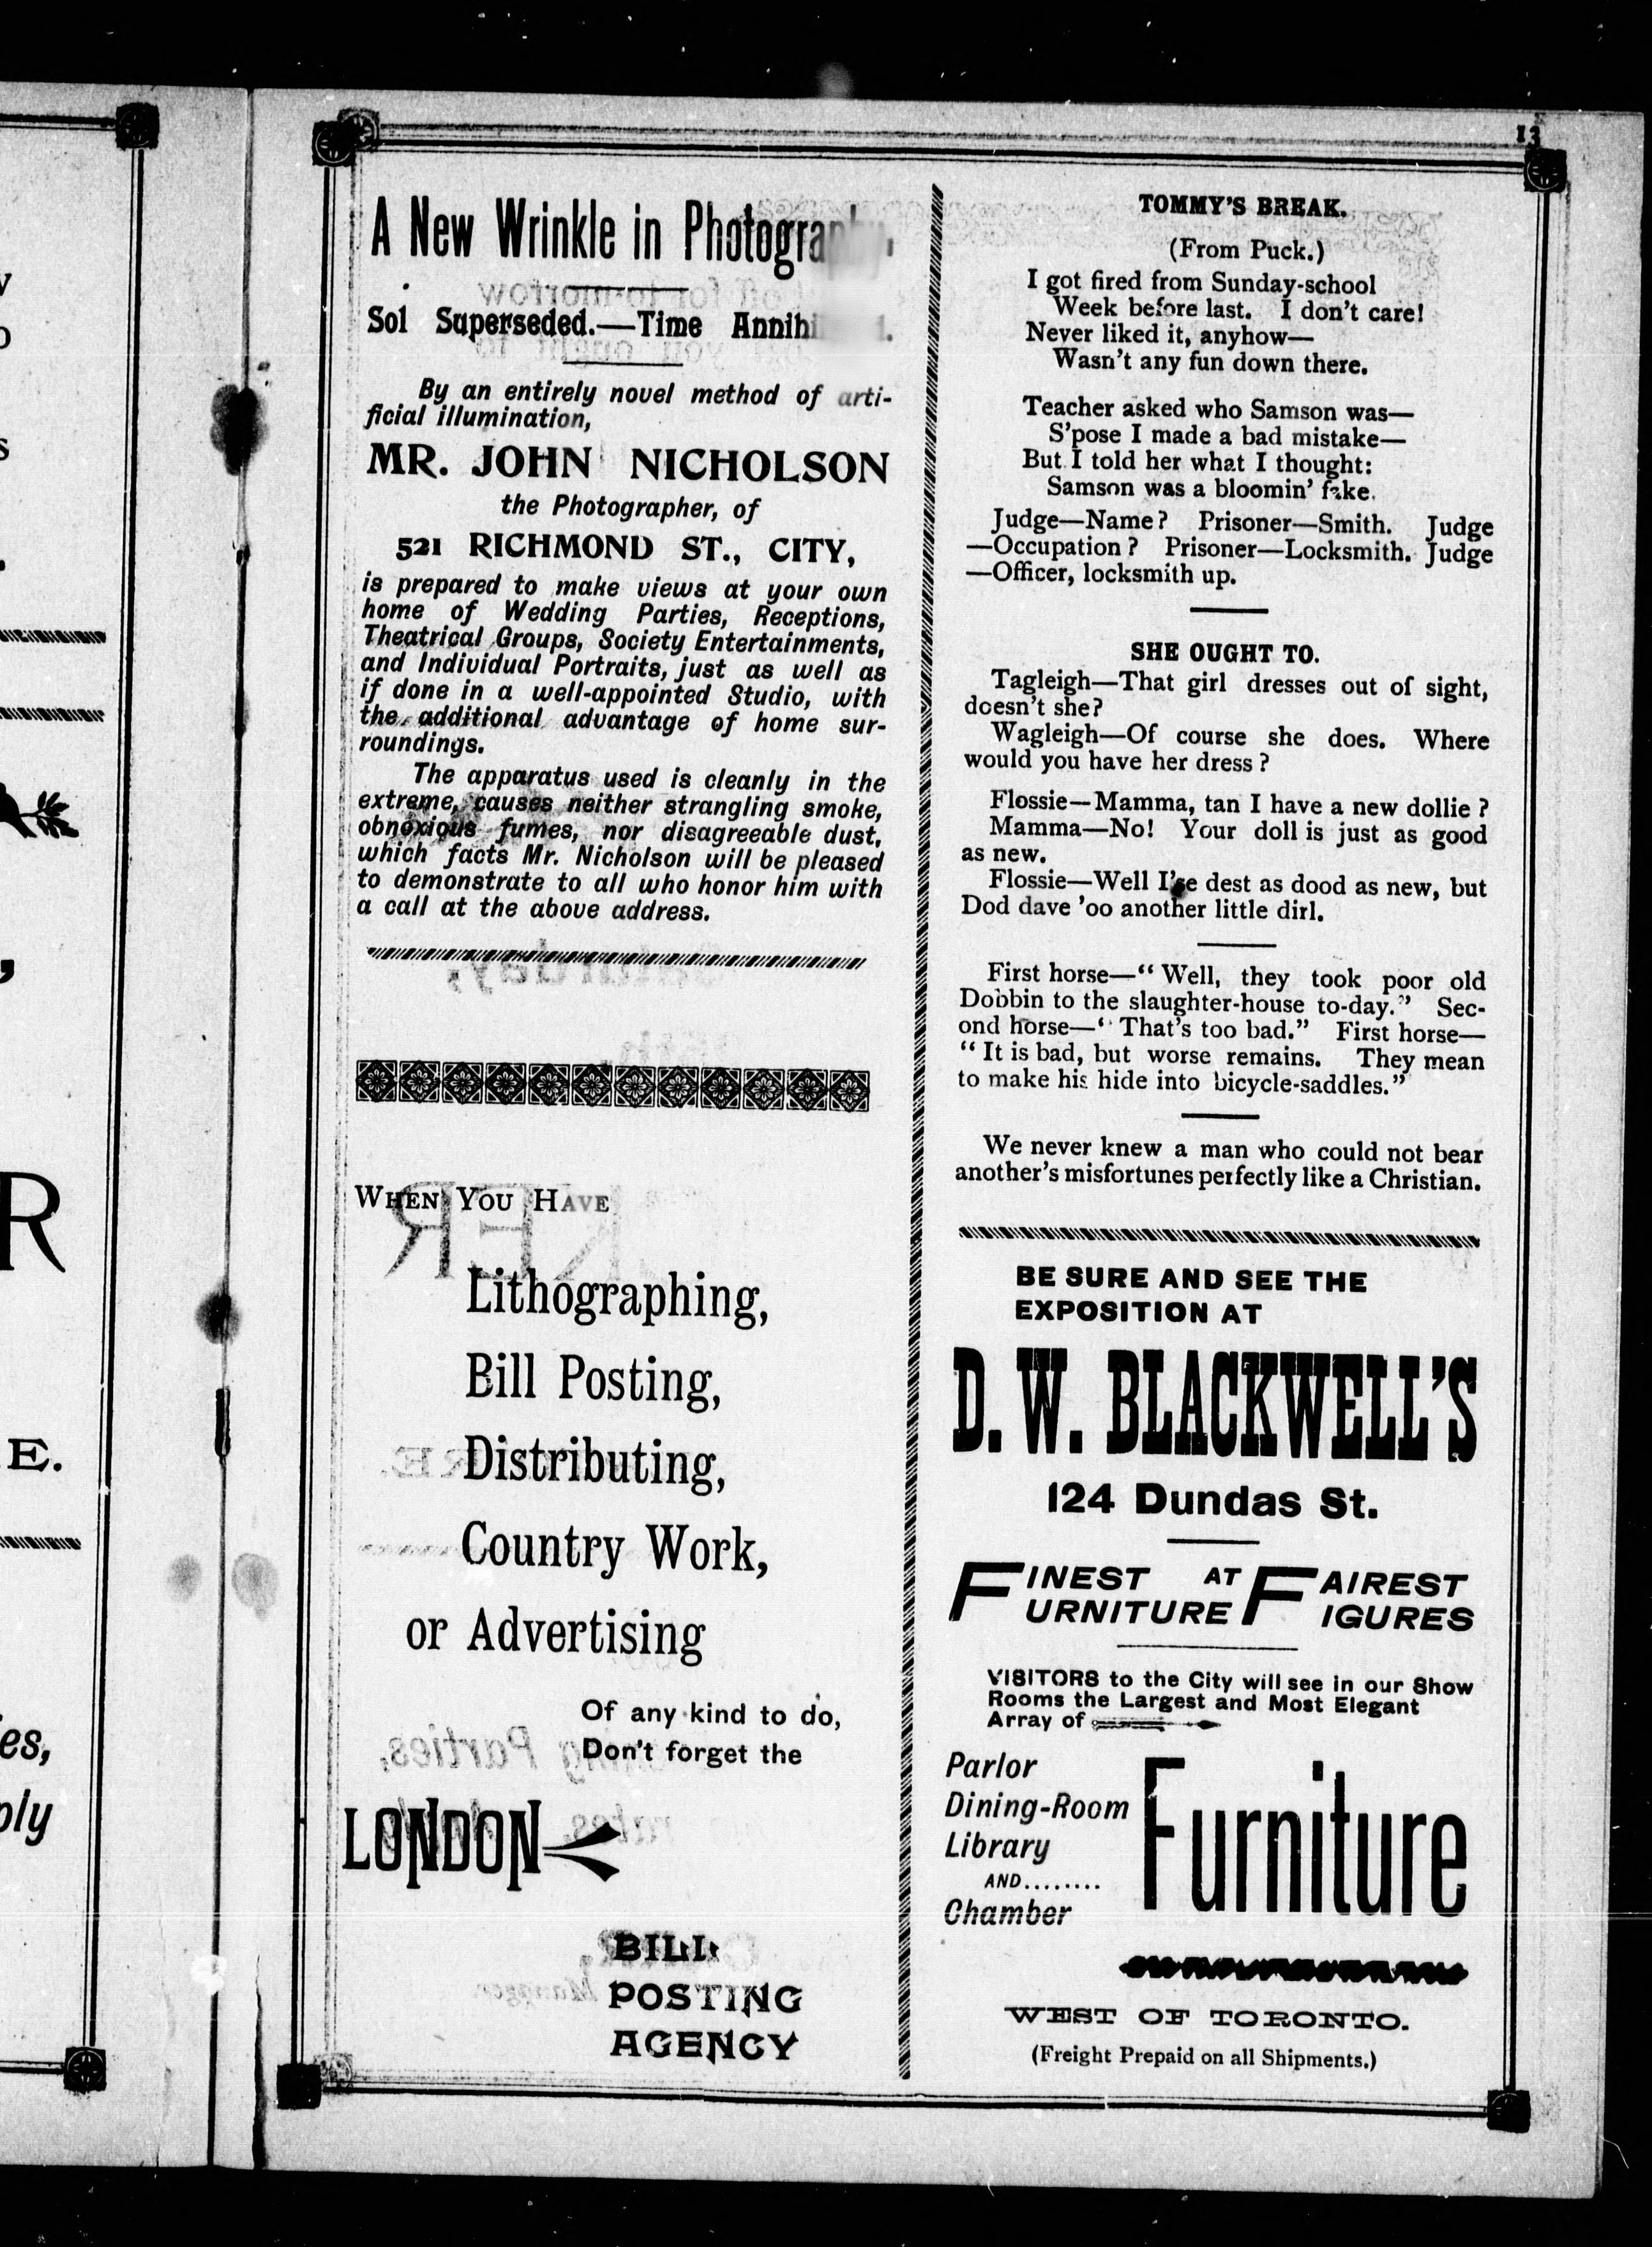 13
A New Wrinkle in
Sol Superseded.—Time
By an entirely novel method of arti-
ficial illumination,
MR. JOHN NICHOLSON
the Photographer, of
521 RICHMOND ST., CITY,
is prepared to make views at your own
home of Wedding Parties, Receptions,
Theatrical Groups, Society Entertainments,
and Individual Portraits, just as well as
if done in a well-appointed Studio, with
the additional advantage of home sur-
roundings.
The apparatus used is cleanly in the
extreme, causes neither strangling smoke,
obnoxious fumes, nor disagreeable dust,
which facts Mr. Nicholson will be pleased
to demonstrate to all who honor him with
a call at the above address.
WHEN YOU HAVE
Lithographing,
Bill Posting,
Distributing,
Country Work,
or Advertising
Of any kind to do,
Don't forget the
LONDON
BILL
POSTING
AGENCY
TOMMY'S BREAK.
(From Puck.)
I got fired from Sunday-school
Week before last. I don't care!
Never liked it, anyhow—
Wasn't any fun down there.
Teacher asked who Samson was—
S'pose I made a bad mistake—
But I told her what I thought:
Samson was a bloomin' fake.
Judge—Name? Prisoner—Smith. Judge
—Occupation? Prisoner—Locksmith. Judge
—Officer, locksmith up.
SHE OUGHT TO.
Tagleigh—That girl dresses out of sight,
doesn't she?
Wagleigh—Of course she does. Where
would you have her dress?
Flossie—Mamma, tan I have a new dollie?
Mamma—No! Your doll is just as good
as new.
Flossie—Well I'se dest as dood as new, but
Dod dave 'oo another little dirl.
First horse—"Well, they took poor old
Dobbin to the slaughter-house to-day." Sec-
ond horse—"That's too bad." First horse—
"It is bad, but worse remains. They mean
to make his hide into bicycle-saddles."
We never knew a man who could not bear
another's misfortunes perfectly like a Christian.
BE SURE AND SEE THE
EXPOSITION AT
D. W. BLACKWELL'S
124 Dundas St.
FINEST AT FAIREST
FURNITURE FIGURES
VISITORS to the City will see in our Show
Rooms the Largest and Most Elegant
Array of
Parlor
Dining-Room
Library
AND........
Chamber
Furniture
WEST OF TORONTO.
(Freight Prepaid on all Shipments.)